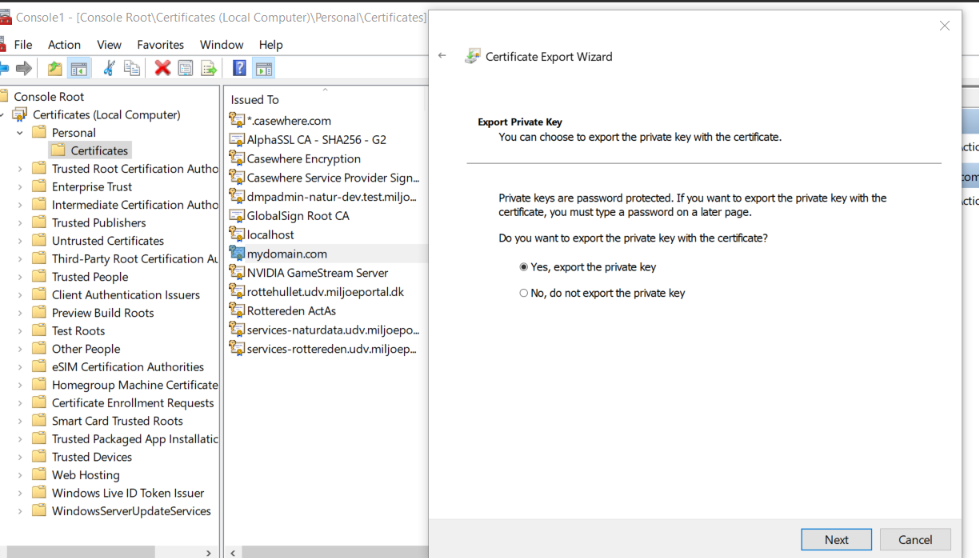 Console1 - [Console Root\Certificates (Local Computer)\Personal\Certificates]
File Action View Favorites Window Help
Console Root
Certificates (Local Computer)
Personal
Certificates
Trusted Root Certification Autho
Enterprise Trust
Intermediate Certification Autho
Trusted Publishers
Untrusted Certificates
Third-Party Root Certification Au
Trusted People
Client Authentication Issuers
Preview Build Roots
Test Roots
Other People
eSIM Certification Authorities
Homegroup Machine Certificate
Certificate Enrollment Requests
Smart Card Trusted Roots
Trusted Packaged App Installatic
Trusted Devices
Web Hosting
Windows Live ID Token Issuer
WindowsServerUpdateServices
Issued To
*.casewhere.com
AlphaSSL CA - SHA256 - G2
Casewhere Encryption
Casewhere Service Provider Sign...
dmpadmin-natur-dev.test.miljo...
GlobalSign Root CA
localhost
mydomain.com
NVIDIA GameStream Server
rottehullet.udv.miljoeportal.dk
Rottereden ActAs
services-naturdata.udv.miljoepo...
services-rottereden.udv.miljoep...
Certificate Export Wizard
Export Private Key
You can choose to export the private key with the certificate.
Private keys are password protected. If you want to export the private key with the
certificate, you must type a password on a later page.
Do you want to export the private key with the certificate?
Yes, export the private key
No, do not export the private key
Next Cancel